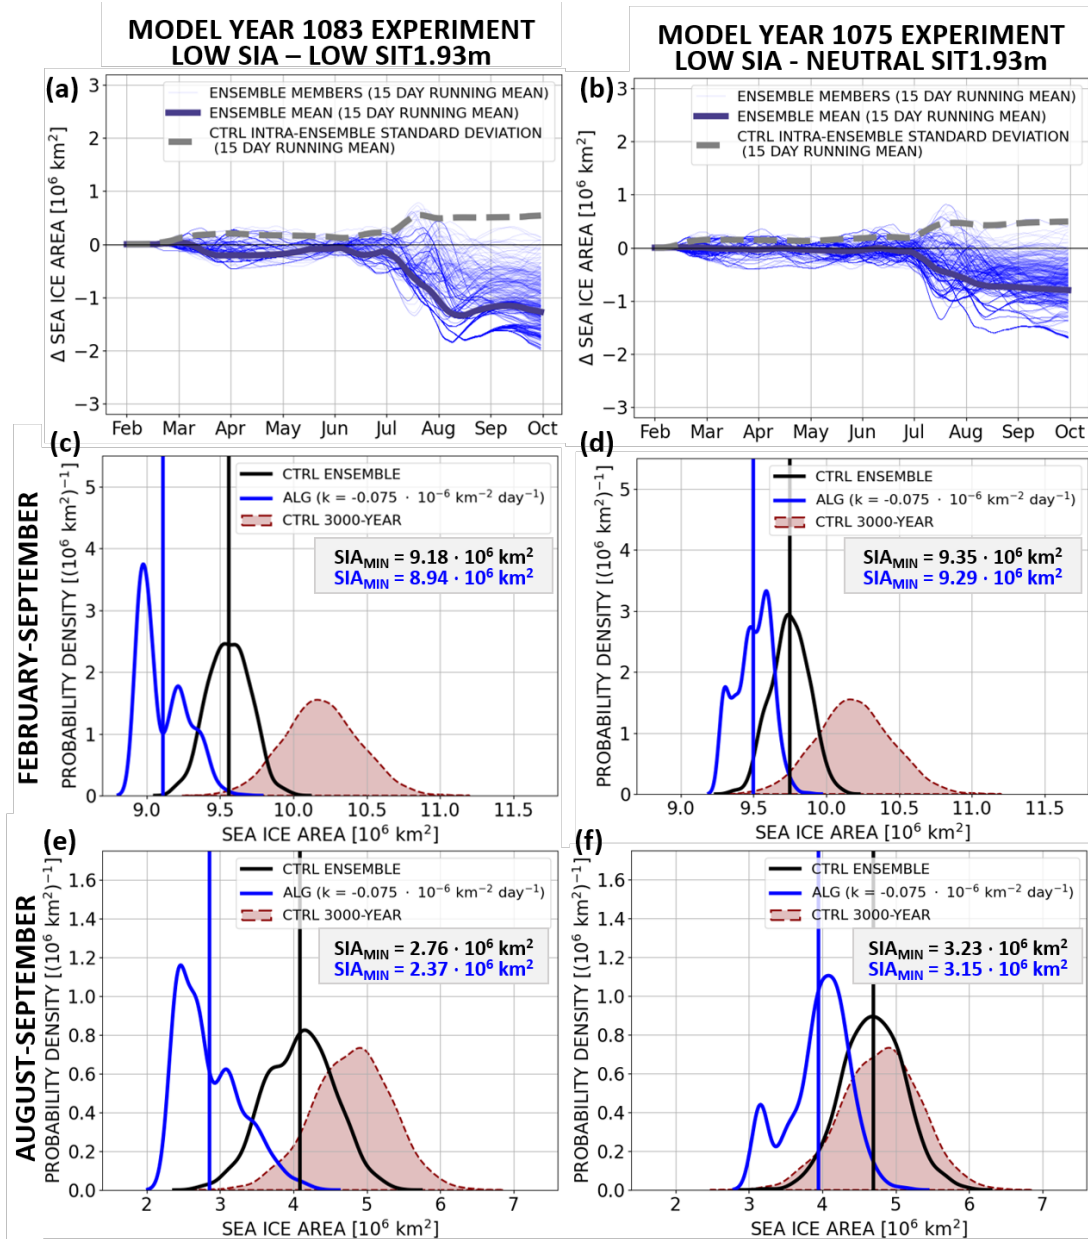 MODEL YEAR 1083 EXPERIMENT
LOW SIA – LOW SIT1.93m
MODEL YEAR 1075 EXPERIMENT
LOW SIA - NEUTRAL SIT1.93m
(a)
ENSEMBLE MEMBERS (15 DAY RUNNING MEAN)
ENSEMBLE MEAN (15 DAY RUNNING MEAN)
CTRL INTRA-ENSEMBLE STANDARD DEVIATION
(15 DAY RUNNING MEAN)
Δ SEA ICE AREA [10⁶ km²]
3
2
1
0
−1
−2
−3
Feb Mar Apr May Jun Jul Aug Sep Oct
(b)
ENSEMBLE MEMBERS (15 DAY RUNNING MEAN)
ENSEMBLE MEAN (15 DAY RUNNING MEAN)
CTRL INTRA-ENSEMBLE STANDARD DEVIATION
(15 DAY RUNNING MEAN)
Δ SEA ICE AREA [10⁶ km²]
3
2
1
0
−1
−2
−3
Feb Mar Apr May Jun Jul Aug Sep Oct
FEBRUARY-SEPTEMBER
(c)
CTRL ENSEMBLE
ALG (k = -0.075 · 10⁻⁶ km⁻² day⁻¹)
CTRL 3000-YEAR
SIA_MIN = 9.18 · 10⁶ km²
SIA_MIN = 8.94 · 10⁶ km²
PROBABILITY DENSITY [(10⁶ km²)⁻¹]
5
4
3
2
1
0
9.0 9.5 10.0 10.5 11.0 11.5
SEA ICE AREA [10⁶ km²]
(d)
CTRL ENSEMBLE
ALG (k = -0.075 · 10⁻⁶ km⁻² day⁻¹)
CTRL 3000-YEAR
SIA_MIN = 9.35 · 10⁶ km²
SIA_MIN = 9.29 · 10⁶ km²
PROBABILITY DENSITY [(10⁶ km²)⁻¹]
5
4
3
2
1
0
9.0 9.5 10.0 10.5 11.0 11.5
SEA ICE AREA [10⁶ km²]
AUGUST-SEPTEMBER
(e)
CTRL ENSEMBLE
ALG (k = -0.075 · 10⁻⁶ km⁻² day⁻¹)
CTRL 3000-YEAR
SIA_MIN = 2.76 · 10⁶ km²
SIA_MIN = 2.37 · 10⁶ km²
PROBABILITY DENSITY [(10⁶ km²)⁻¹]
1.6
1.4
1.2
1.0
0.8
0.6
0.4
0.2
0.0
2 3 4 5 6 7
SEA ICE AREA [10⁶ km²]
(f)
CTRL ENSEMBLE
ALG (k = -0.075 · 10⁻⁶ km⁻² day⁻¹)
CTRL 3000-YEAR
SIA_MIN = 3.23 · 10⁶ km²
SIA_MIN = 3.15 · 10⁶ km²
PROBABILITY DENSITY [(10⁶ km²)⁻¹]
1.6
1.4
1.2
1.0
0.8
0.6
0.4
0.2
0.0
2 3 4 5 6 7
SEA ICE AREA [10⁶ km²]